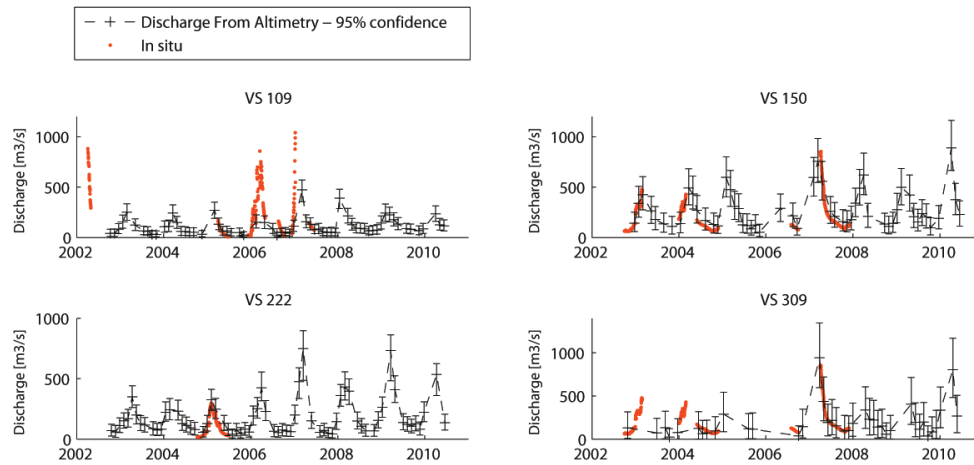 Discharge From Altimetry – 95% confidence
In situ
VS 109
VS 150
Discharge [m3/s]
1000
500
0
2002 2004 2006 2008 2010
Discharge [m3/s]
1000
500
0
2002 2004 2006 2008 2010
VS 222
VS 309
Discharge [m3/s]
1000
500
0
2002 2004 2006 2008 2010
Discharge [m3/s]
1000
500
0
2002 2004 2006 2008 2010